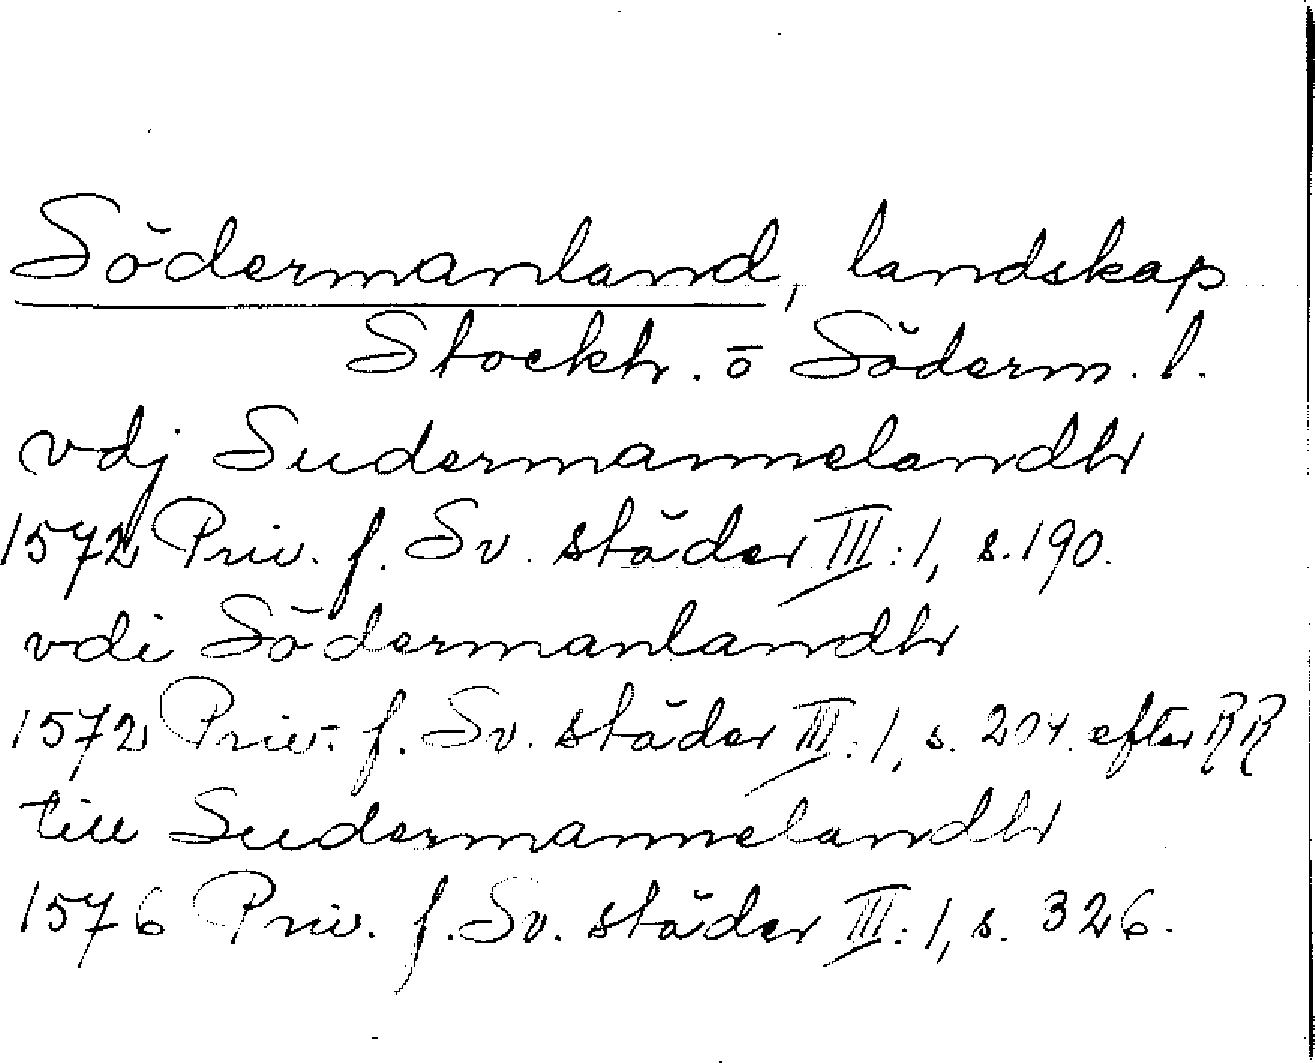 Södermanland, landskap
Stockh. o Söderm. l.
vdj Sudermannelandh
1572 Priv. f. Sv. städer III:1, s. 190.
vdi Södermanlandh
1572 Priv. f. Sv. städer III:1, s. 204. efter RR
till Sudermannelandh
1576 Priv. f. Sv. städer III:1, s. 326.